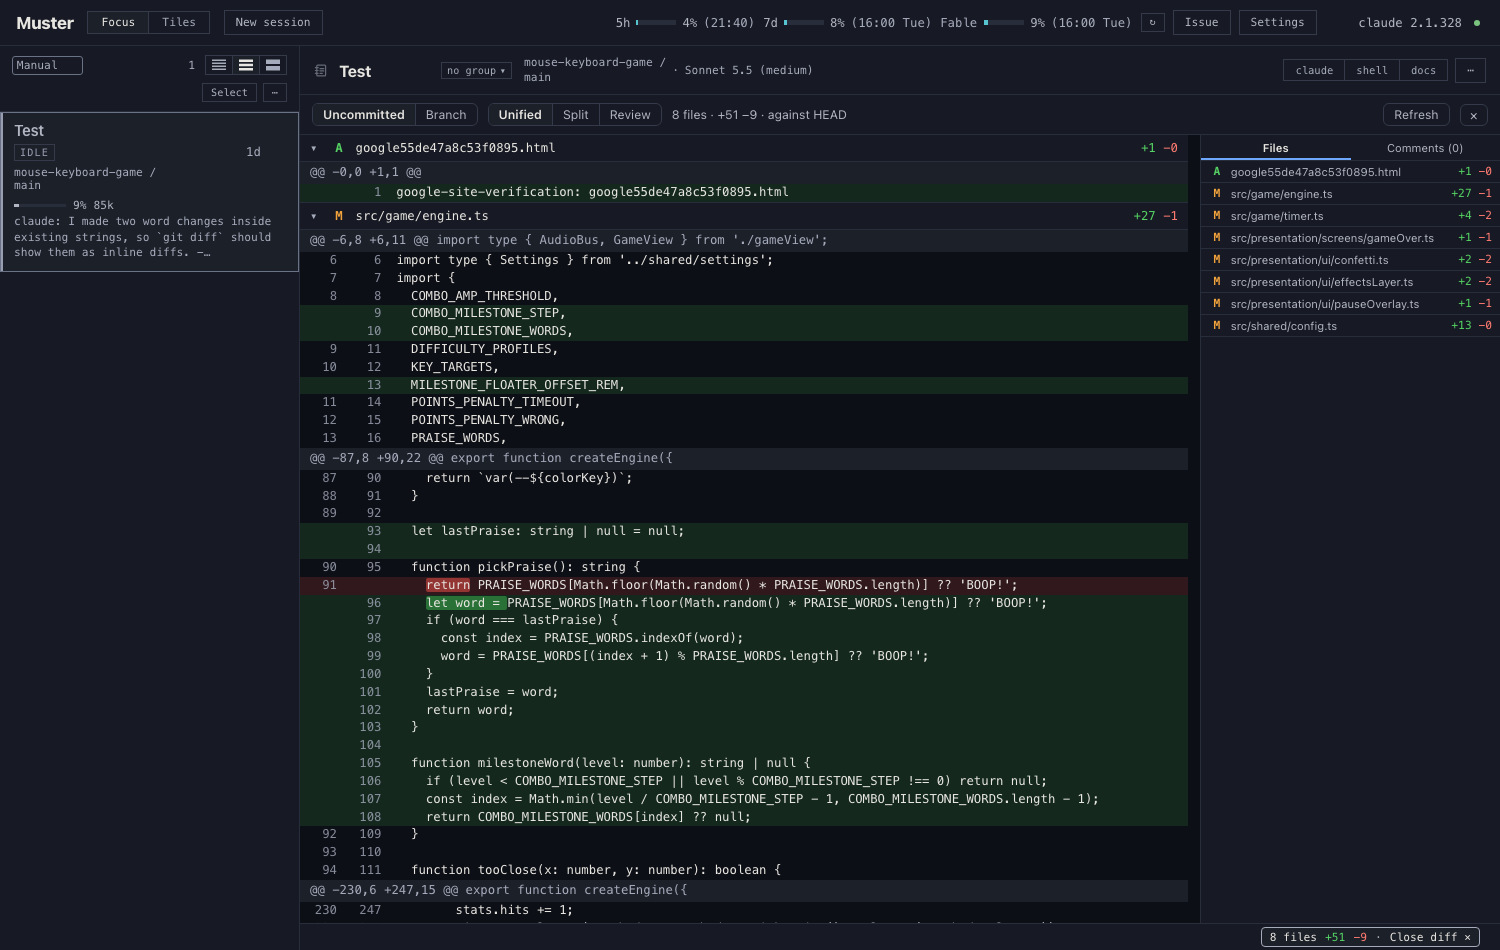 Muster Focus Tiles New session 5h 4% (21:40) 7d 8% (16:00 Tue) Fable 9% (16:00 Tue) ↻ Issue Settings claude 2.1.328
Manual 1
Select ⋯
Test
IDLE 1d
mouse-keyboard-game /
main
9% 85k
claude: I made two word changes inside
existing strings, so `git diff` should
show them as inline diffs. —…
Test no group ▾ mouse-keyboard-game /
main · Sonnet 5.5 (medium) claude shell docs ⋯
Uncommitted Branch Unified Split Review 8 files · +51 −9 · against HEAD Refresh ×
▾ A google55de47a8c53f0895.html +1 −0
@@ −0,0 +1,1 @@
1 google-site-verification: google55de47a8c53f0895.html
▾ M src/game/engine.ts +27 −1
@@ −6,8 +6,11 @@ import type { AudioBus, GameView } from './gameView';
6 6 import type { Settings } from '../shared/settings';
7 7 import {
8 8 COMBO_AMP_THRESHOLD,
9 COMBO_MILESTONE_STEP,
10 COMBO_MILESTONE_WORDS,
9 11 DIFFICULTY_PROFILES,
10 12 KEY_TARGETS,
13 MILESTONE_FLOATER_OFFSET_REM,
11 14 POINTS_PENALTY_TIMEOUT,
12 15 POINTS_PENALTY_WRONG,
13 16 PRAISE_WORDS,
@@ −87,8 +90,22 @@ export function createEngine({
87 90 return `var(--${colorKey})`;
88 91 }
89 92
93 let lastPraise: string | null = null;
94
90 95 function pickPraise(): string {
91 return PRAISE_WORDS[Math.floor(Math.random() * PRAISE_WORDS.length)] ?? 'BOOP!';
96 let word = PRAISE_WORDS[Math.floor(Math.random() * PRAISE_WORDS.length)] ?? 'BOOP!';
97 if (word === lastPraise) {
98 const index = PRAISE_WORDS.indexOf(word);
99 word = PRAISE_WORDS[(index + 1) % PRAISE_WORDS.length] ?? 'BOOP!';
100 }
101 lastPraise = word;
102 return word;
103 }
104
105 function milestoneWord(level: number): string | null {
106 if (level < COMBO_MILESTONE_STEP || level % COMBO_MILESTONE_STEP !== 0) return null;
107 const index = Math.min(level / COMBO_MILESTONE_STEP - 1, COMBO_MILESTONE_WORDS.length - 1);
108 return COMBO_MILESTONE_WORDS[index] ?? null;
92 109 }
93 110
94 111 function tooClose(x: number, y: number): boolean {
@@ −230,6 +247,15 @@ export function createEngine({
230 247 stats.hits += 1;
Files Comments (0)
A google55de47a8c53f0895.html +1 −0
M src/game/engine.ts +27 −1
M src/game/timer.ts +4 −2
M src/presentation/screens/gameOver.ts +1 −1
M src/presentation/ui/confetti.ts +2 −2
M src/presentation/ui/effectsLayer.ts +2 −2
M src/presentation/ui/pauseOverlay.ts +1 −1
M src/shared/config.ts +13 −0
8 files +51 −9 · Close diff ×